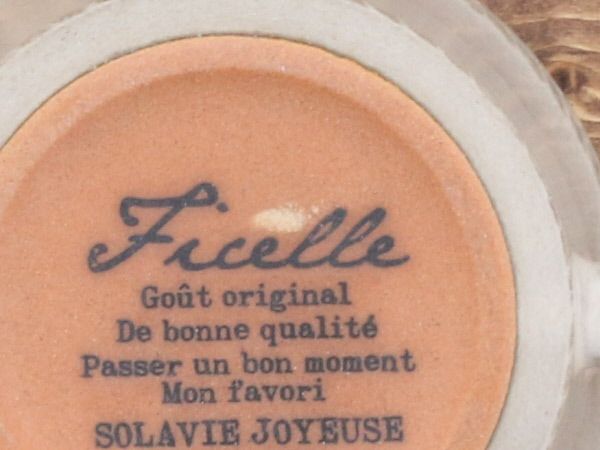 Ficelle
Goût original
De bonne qualité
Passer un bon moment
Mon favori
SOLAVIE JOYEUSE